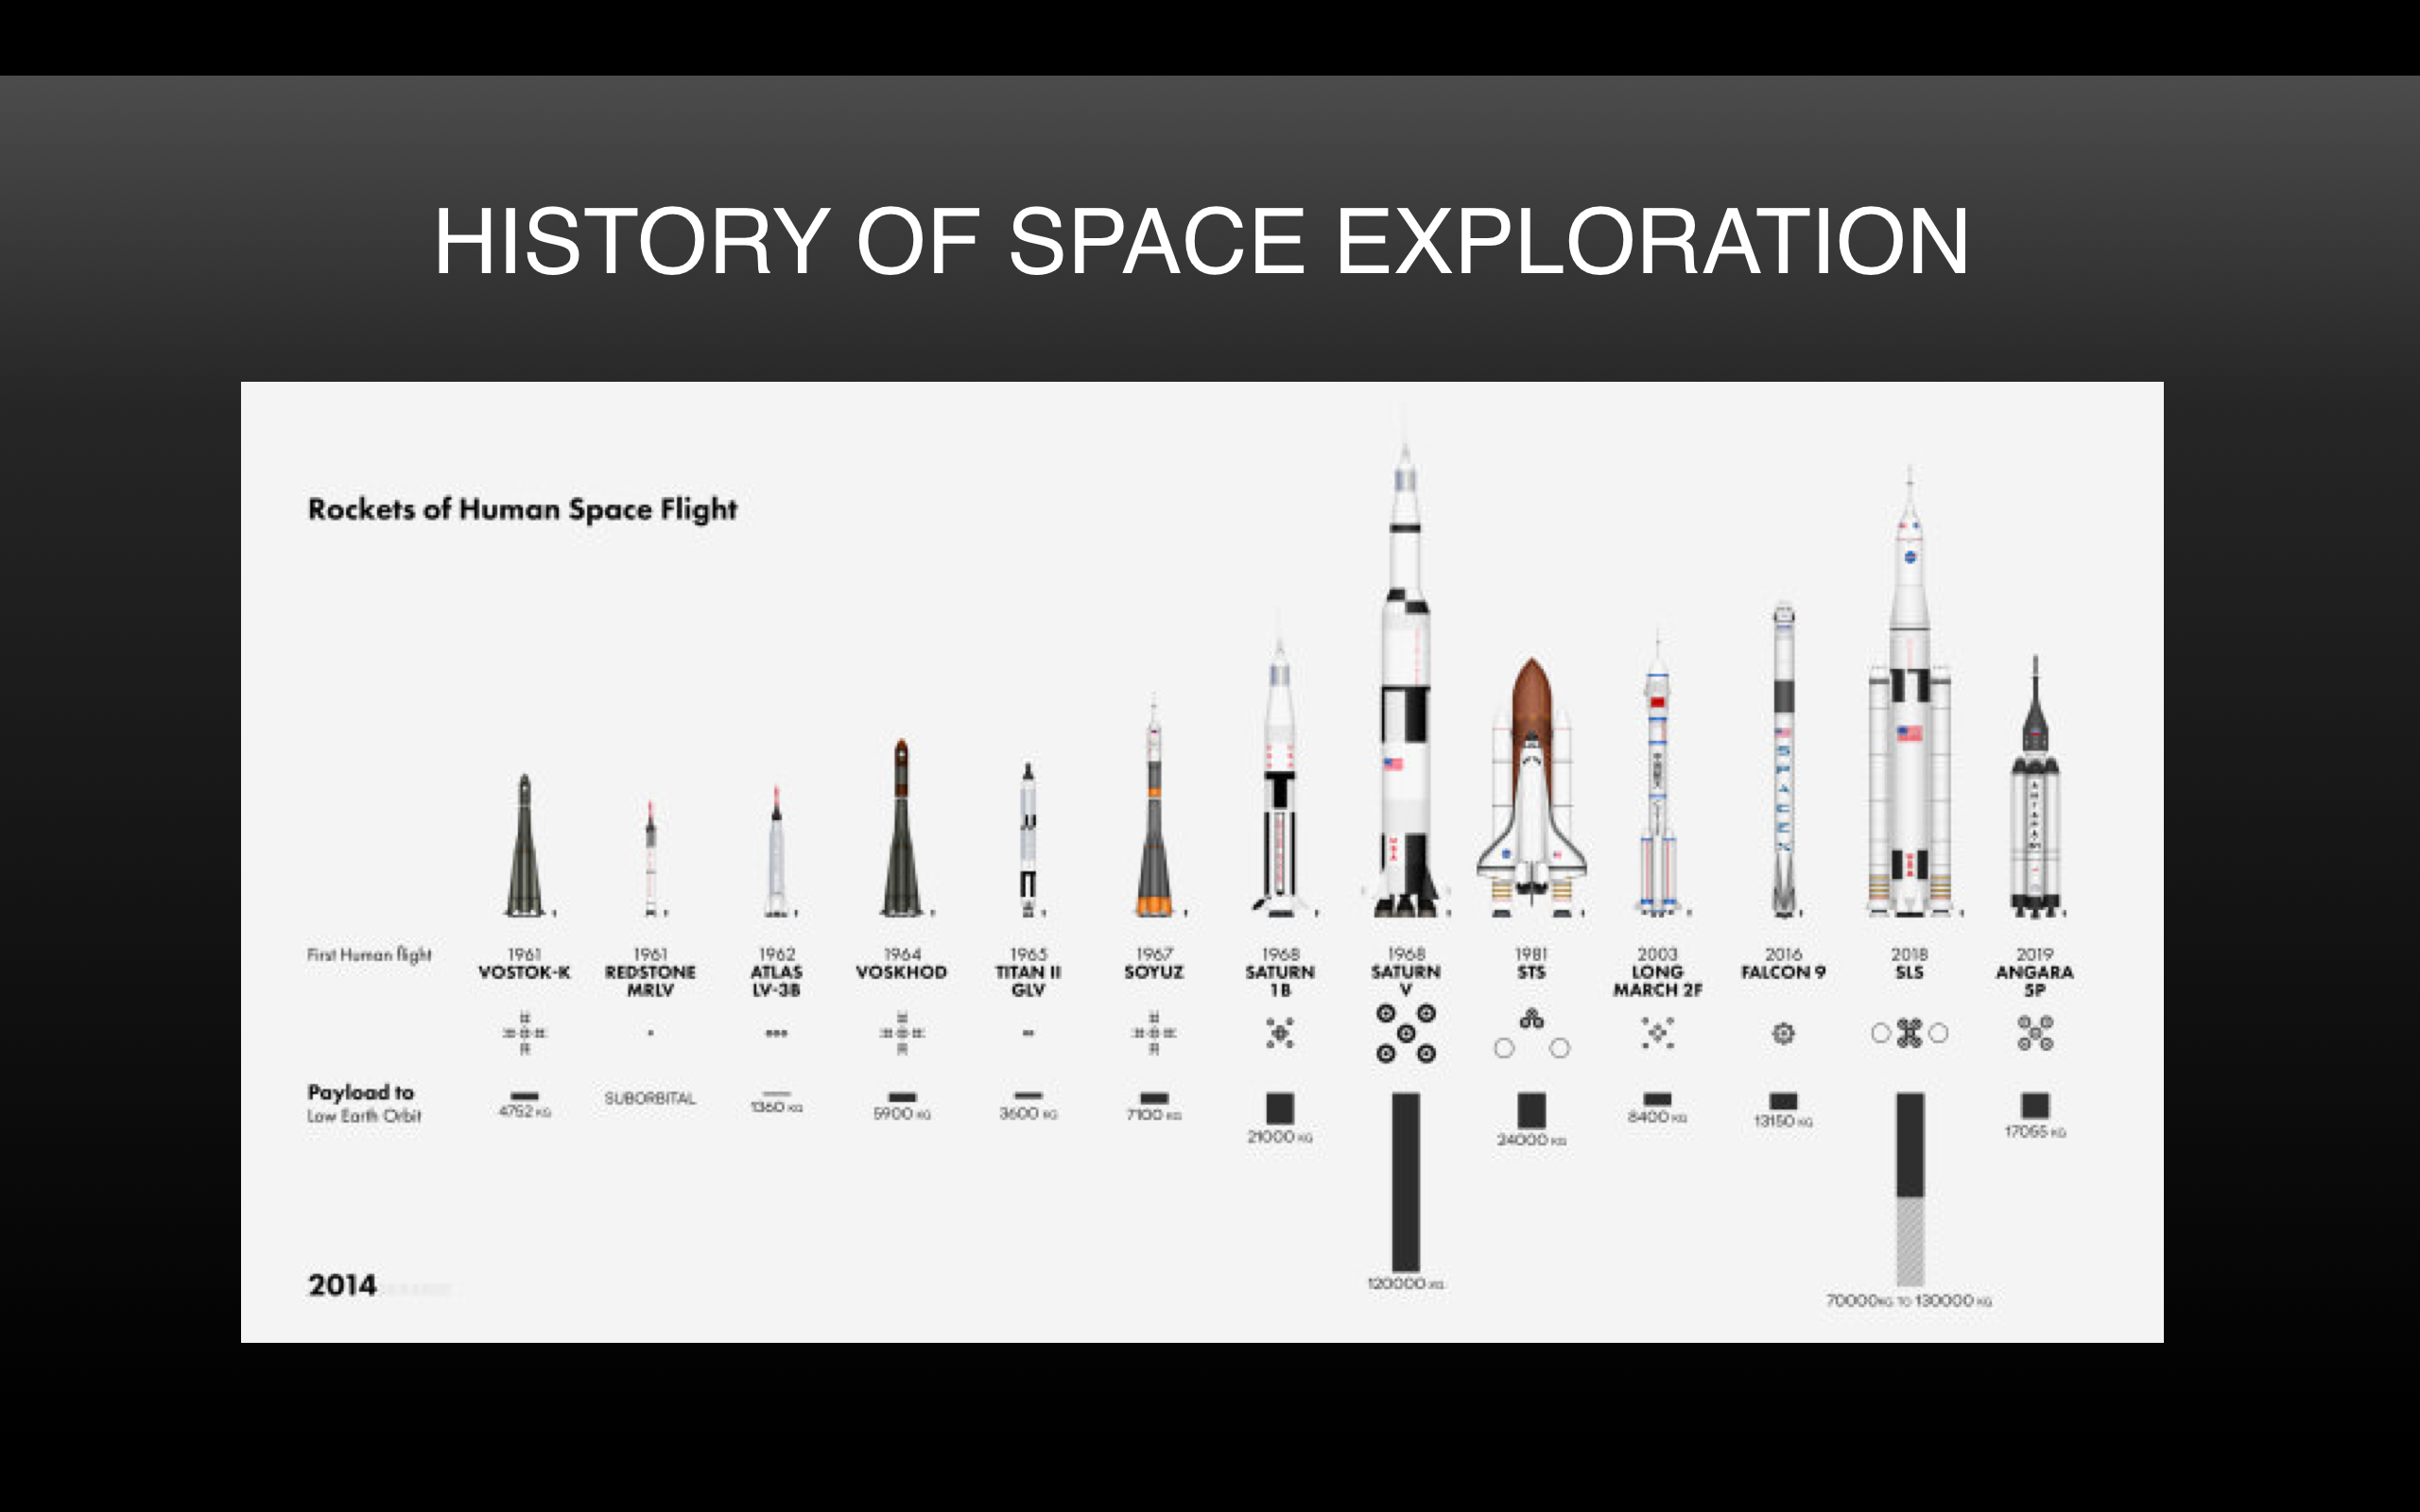 HISTORY OF SPACE EXPLORATION
Rockets of Human Space Flight
First Human flight
1961
VOSTOK-K
1961
REDSTONE
MRLV
1962
ATLAS
LV-3B
1964
VOSKHOD
1965
TITAN II
GLV
1967
SOYUZ
1968
SATURN
1B
1968
SATURN
V
1981
STS
2003
LONG
MARCH 2F
2016
FALCON 9
2018
SLS
2019
ANGARA
5P
Payload to
Low Earth Orbit
4752 KG
SUBORBITAL
1360 KG
5900 KG
3600 KG
7100 KG
21000 KG
120000 KG
24000 KG
8400 KG
13150 KG
70000KG TO 130000 KG
17055 KG
2014